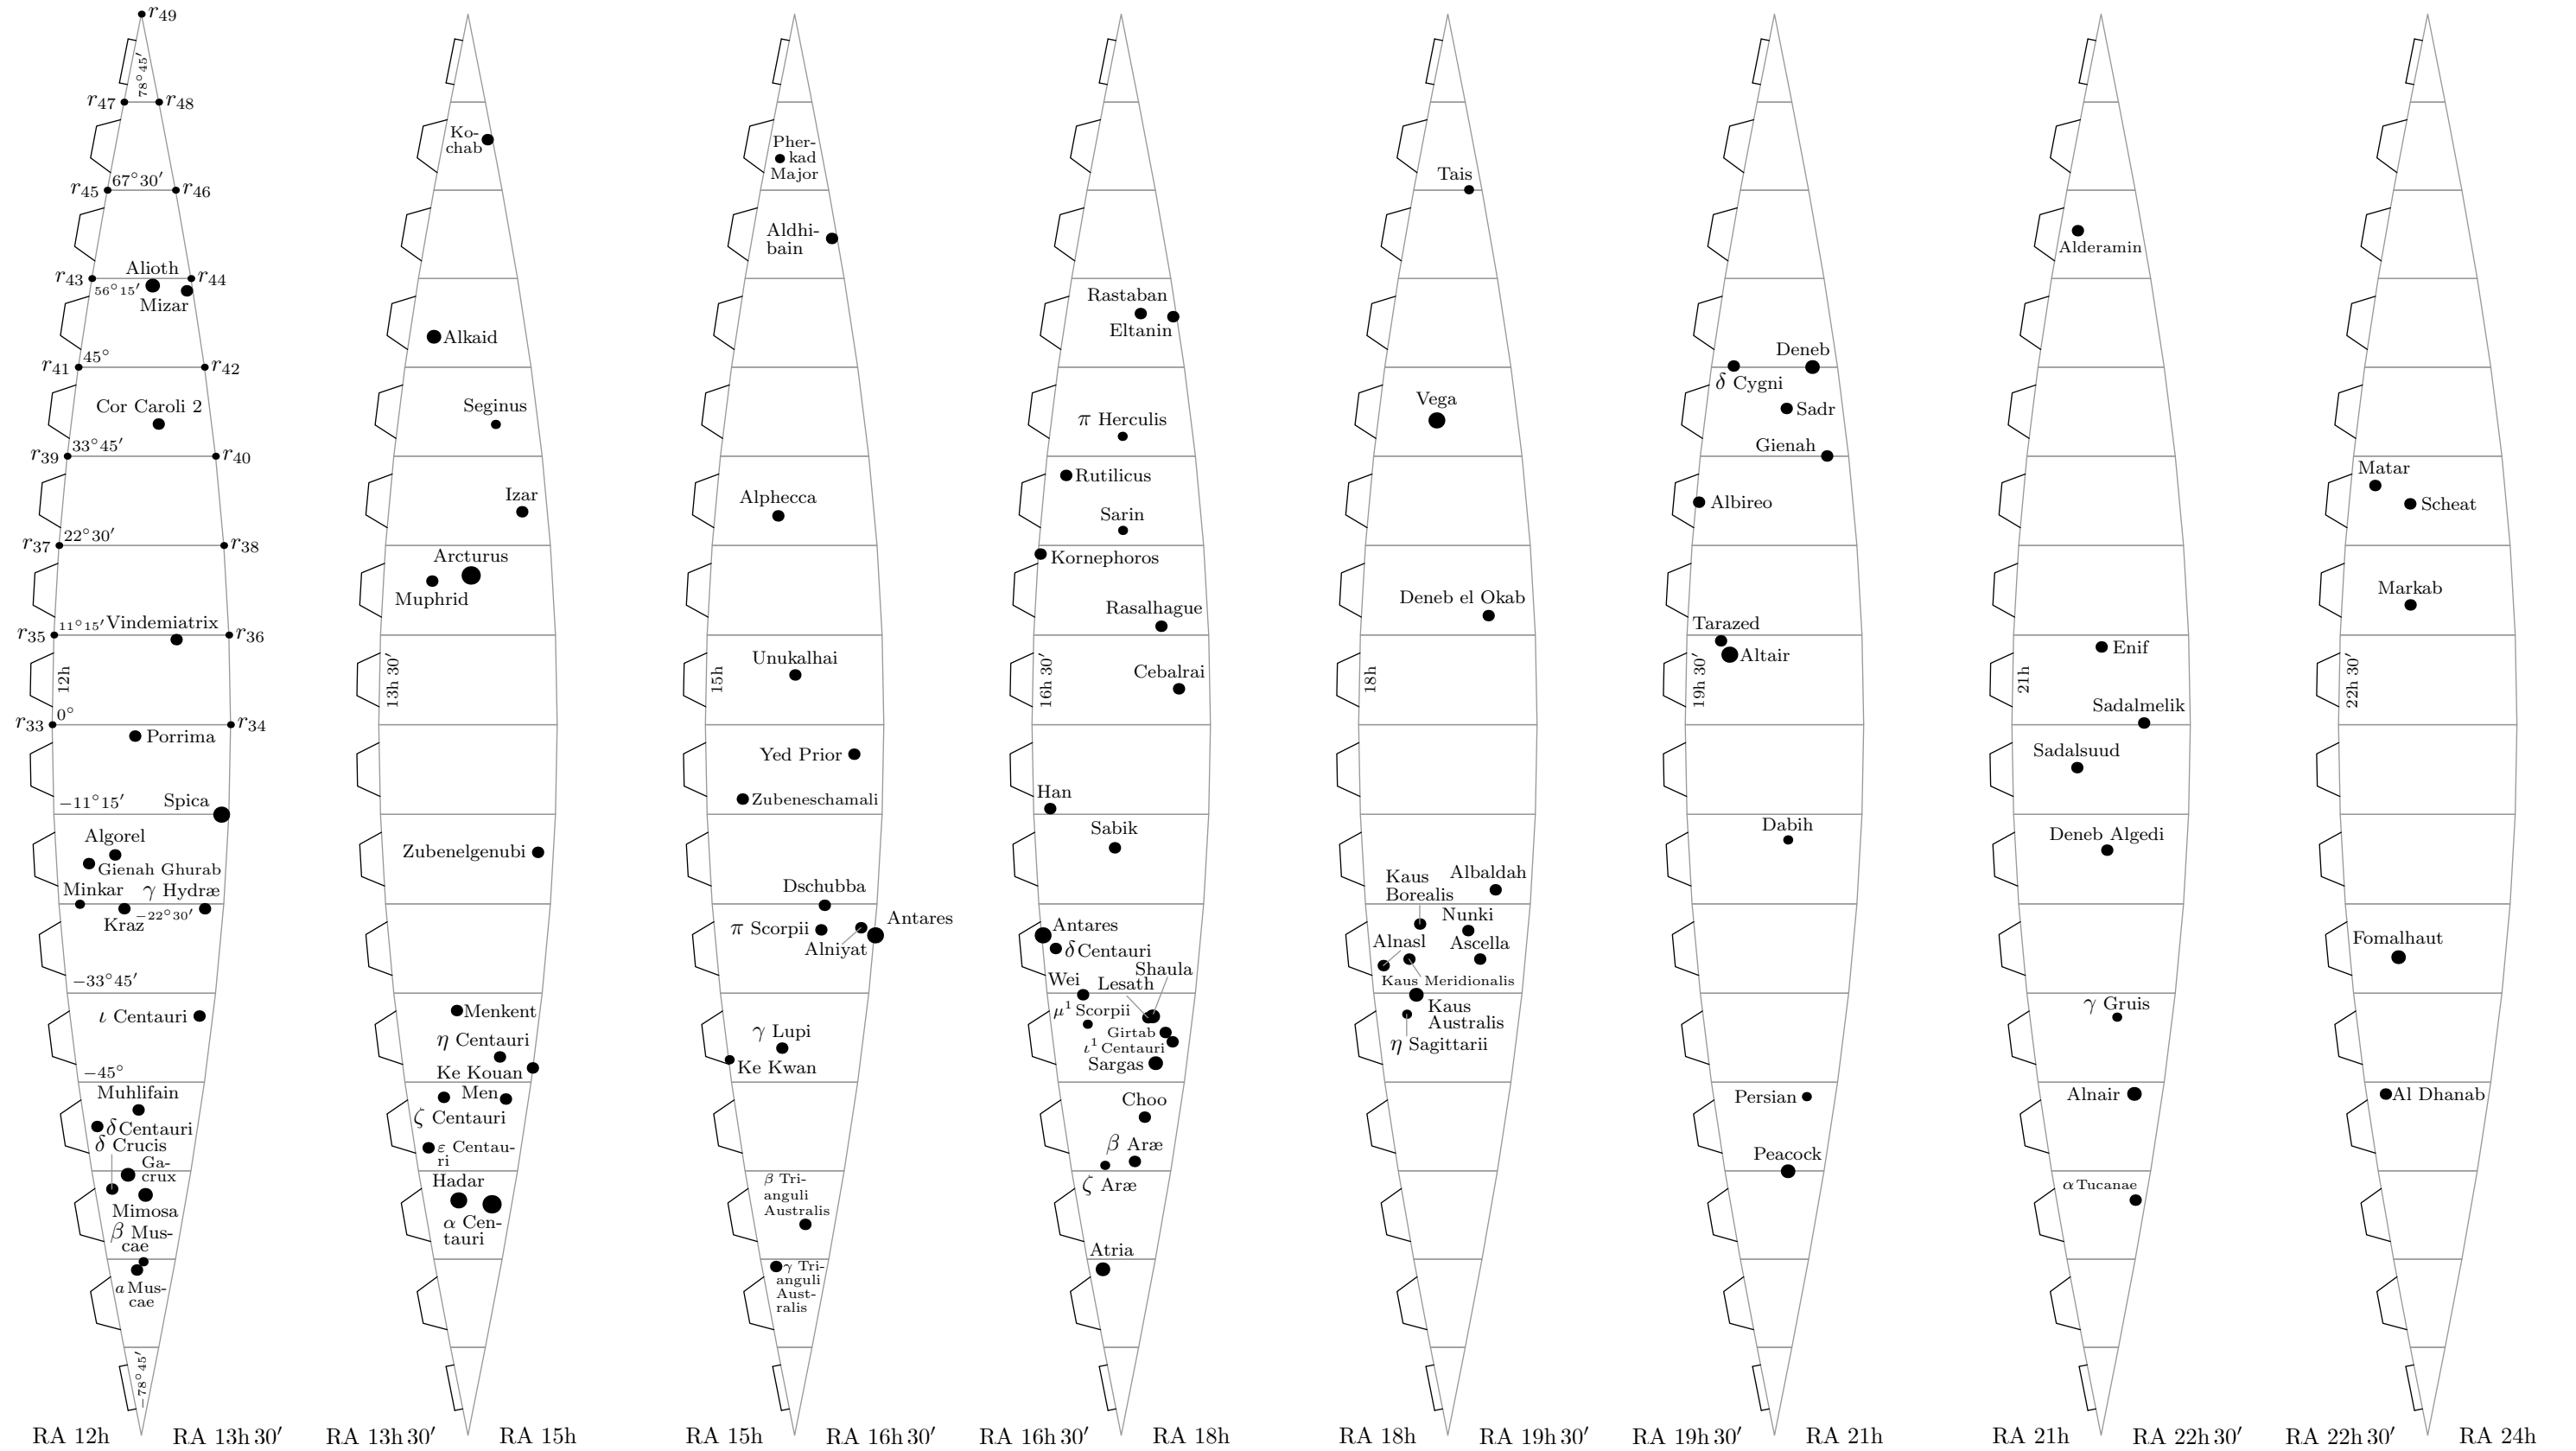 r49
78°45′
r47 r48
r45 67°30′ r46
Alioth
r43 r44
56°15′
Mizar
r41 45° r42
Cor Caroli 2
r39 33°45′ r40
r37 22°30′ r38
r35 11°15′ Vindemiatrix r36
12h
r33 0° r34
Porrima
−11°15′ Spica
Algorel
Gienah Ghurab
Minkar γ Hydræ
Kraz −22°30′
−33°45′
ι Centauri
−45°
Muhlifain
δ Centauri
δ Crucis
Ga-
crux
Mimosa
β Mus-
cae
a Mus-
cae
−78°45′
RA 12h RA 13h 30′
Ko-
chab
Alkaid
Seginus
Izar
Arcturus
Muphrid
13h 30′
Zubenelgenubi
Menkent
η Centauri
Ke Kouan
Men
ζ Centauri
ε Centau-
ri
Hadar
α Cen-
tauri
RA 13h 30′ RA 15h
Pher-
kad
Major
Aldhi-
bain
Alphecca
Unukalhai
15h
Yed Prior
Zubeneschamali
Dschubba
Antares
π Scorpii
Alniyat
γ Lupi
Ke Kwan
β Tri-
anguli
Australis
γ Tri-
anguli
Aust-
ralis
RA 15h RA 16h 30′
Rastaban
Eltanin
π Herculis
Rutilicus
Sarin
Kornephoros
Rasalhague
16h 30′
Cebalrai
Han
Sabik
Antares
δ Centauri
Shaula
Wei Lesath
μ1 Scorpii
Girtab
ι1 Centauri
Sargas
Choo
β Aræ
ζ Aræ
Atria
RA 16h 30′ RA 18h
Tais
Vega
Deneb el Okab
18h
Kaus
Borealis
Albaldah
Nunki
Alnasl
Ascella
Kaus Meridionalis
Kaus
Australis
η Sagittarii
RA 18h RA 19h 30′
Deneb
δ Cygni
Sadr
Gienah
Albireo
Tarazed
Altair
19h 30′
Dabih
Persian
Peacock
RA 19h 30′ RA 21h
Alderamin
Enif
21h
Sadalmelik
Sadalsuud
Deneb Algedi
γ Gruis
Alnair
α Tucanae
RA 21h RA 22h 30′
Matar
Scheat
Markab
22h 30′
Fomalhaut
Al Dhanab
RA 22h 30′ RA 24h